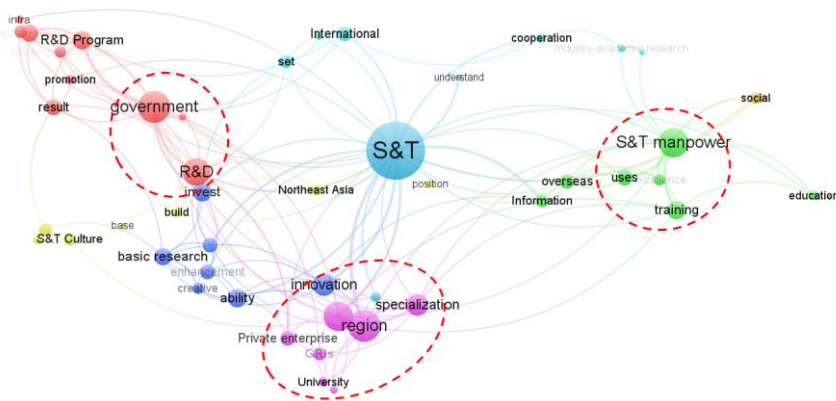 infra
R&D Program
International
cooperation
Industry-academic research
set
promotion
understand
result
government
social
S&T
S&T manpower
R&D
invest
Northeast Asia
position
overseas
uses
build
Information
training
education
base
S&T Culture
basic research
enhancement
creative
ability
innovation
specialization
region
Private enterprise
GRIs
University